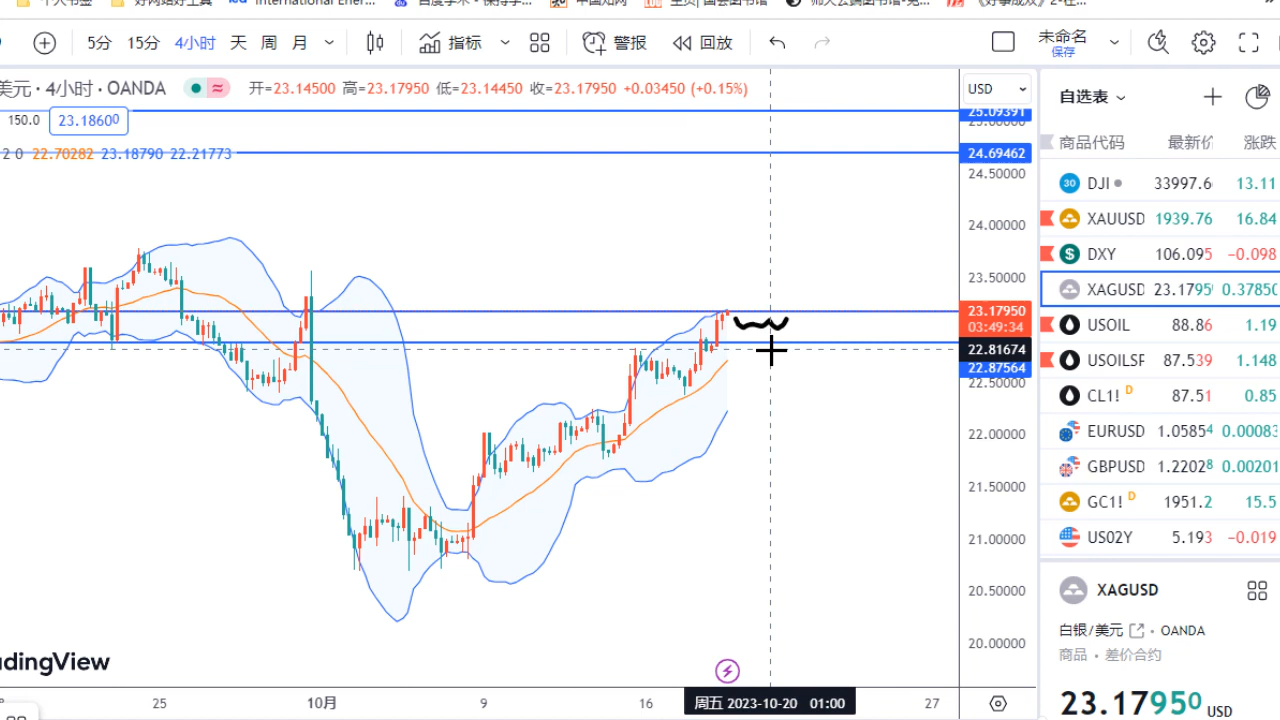 International Ener...
5分 15分 4小时 天 周 月 指标 警报 回放 未命名
保存
美元 · 4小时 · OANDA 开=23.14500 高=23.17950 低=23.14450 收=23.17950 +0.03450 (+0.15%)
150.0 23.18600
2 0 22.70282 23.18790 22.21773
USD
25.09391
25.00000
24.69462
24.50000
24.00000
23.50000
23.17950
03:49:34
22.81674
22.87564
22.50000
22.00000
21.50000
21.00000
20.50000
20.00000
adingView
25 10月 9 16 周五 2023-10-20 01:00 27
自选表
商品代码 最新价 涨跌
30 DJI 33997.6 13.11
XAUUSD 1939.76 16.84
DXY 106.095 −0.098
XAGUSD 23.1795 0.3785
USOIL 88.86 1.19
USOILSP 87.539 1.148
CL1! D 87.51 0.85
EURUSD 1.05854 0.00083
GBPUSD 1.22028 0.00201
GC1! D 1951.2 15.5
US02Y 5.193 −0.019
XAGUSD
白银/美元 · OANDA
商品 · 差价合约
23.17950 USD